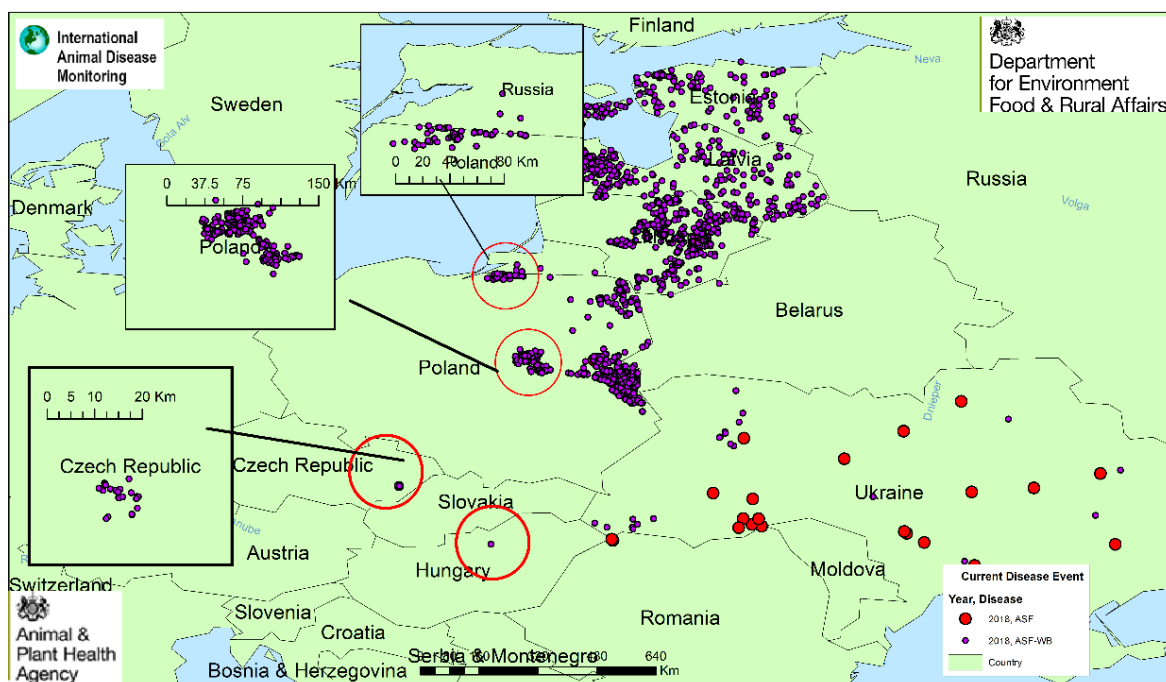 International
Animal Disease
Monitoring
Finland
Department
for Environment
Food & Rural Affairs
Neva
Sweden
Russia
Poland
0 20 40 80 Km
Estonia
Latvia
Russia
Volga
0 37.5 75 150 Km
Poland
Denmark
Belarus
Poland
Dnieper
0 5 10 20 Km
Czech Republic
Czech Republic
Slovakia
Ukraine
Austria
Hungary
Moldova
Switzerland
Slovenia
Romania
Croatia
Bosnia & Herzegovina
Serbia & Montenegro
480 640
Km
Animal &
Plant Health
Agency
Current Disease Event
Year, Disease
2018, ASF
2018, ASF-WB
Country